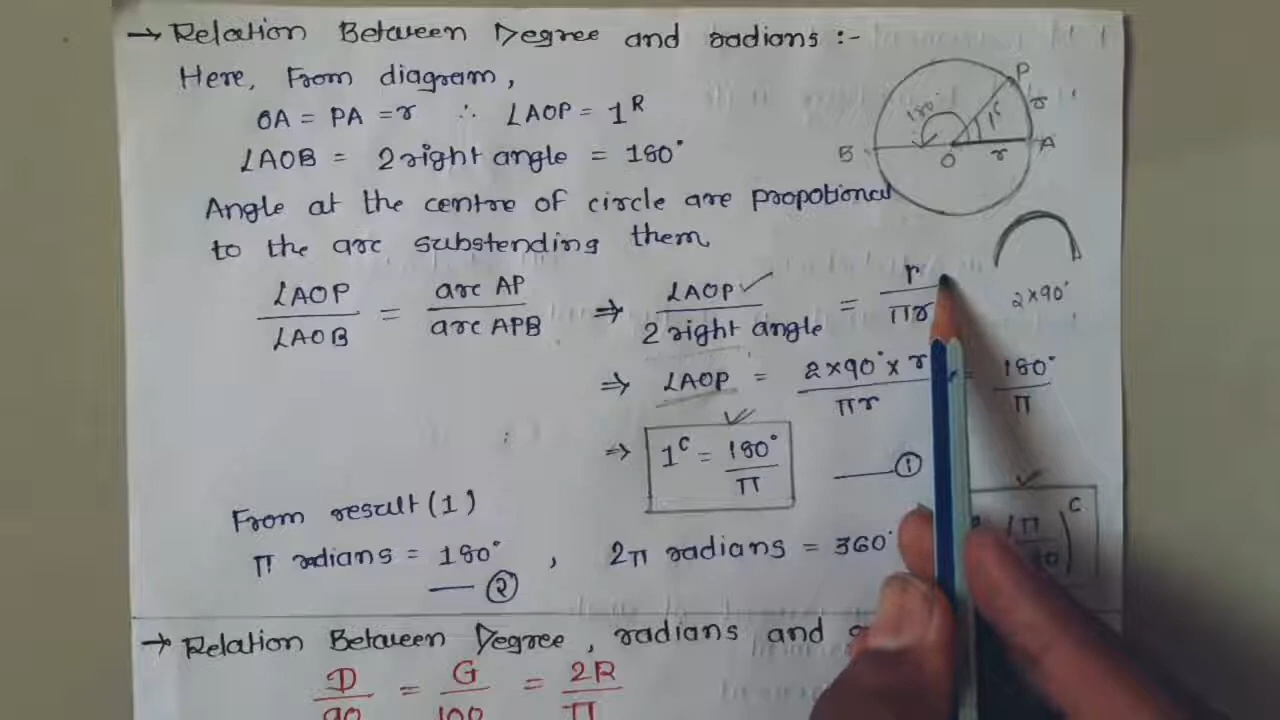 → Relation Between Degree and radians :-
Here, From diagram,
OA = PA = r ∴ ∠AOP = 1ᴿ
∠AOB = 2 right angle = 180°
Angle at the centre of circle are propotional
to the arc substending them
∠AOP / ∠AOB = arc AP / arc APB ⇒ ∠AOP ✓ / 2 right angle = r / πr
⇒ ∠AOP = 2×90° × r / πr = 180° / π
⇒ 1ᶜ = 180° / π —— ①
From result (1)
π radians = 180° , 2π radians = 360°
—— ②
→ Relation Between Degree, radians and
D / 90 = G / 100 = 2R / π
P
r
180°
1ᶜ
B
O
r
A
2×90°